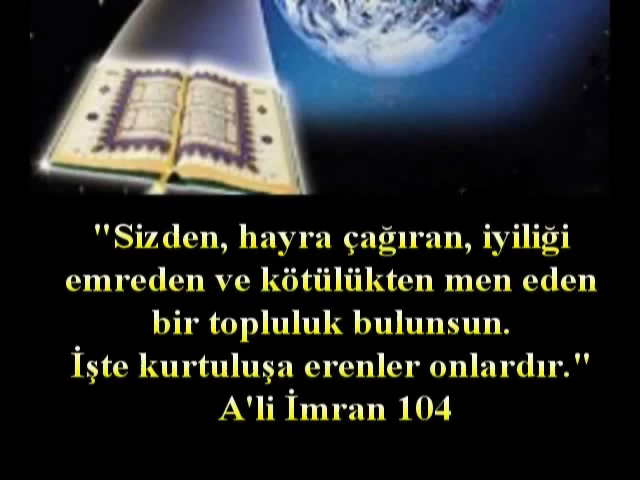 "Sizden, hayra çağıran, iyiliği
emreden ve kötülükten men eden
bir topluluk bulunsun.
İşte kurtuluşa erenler onlardır."
A'li İmran 104